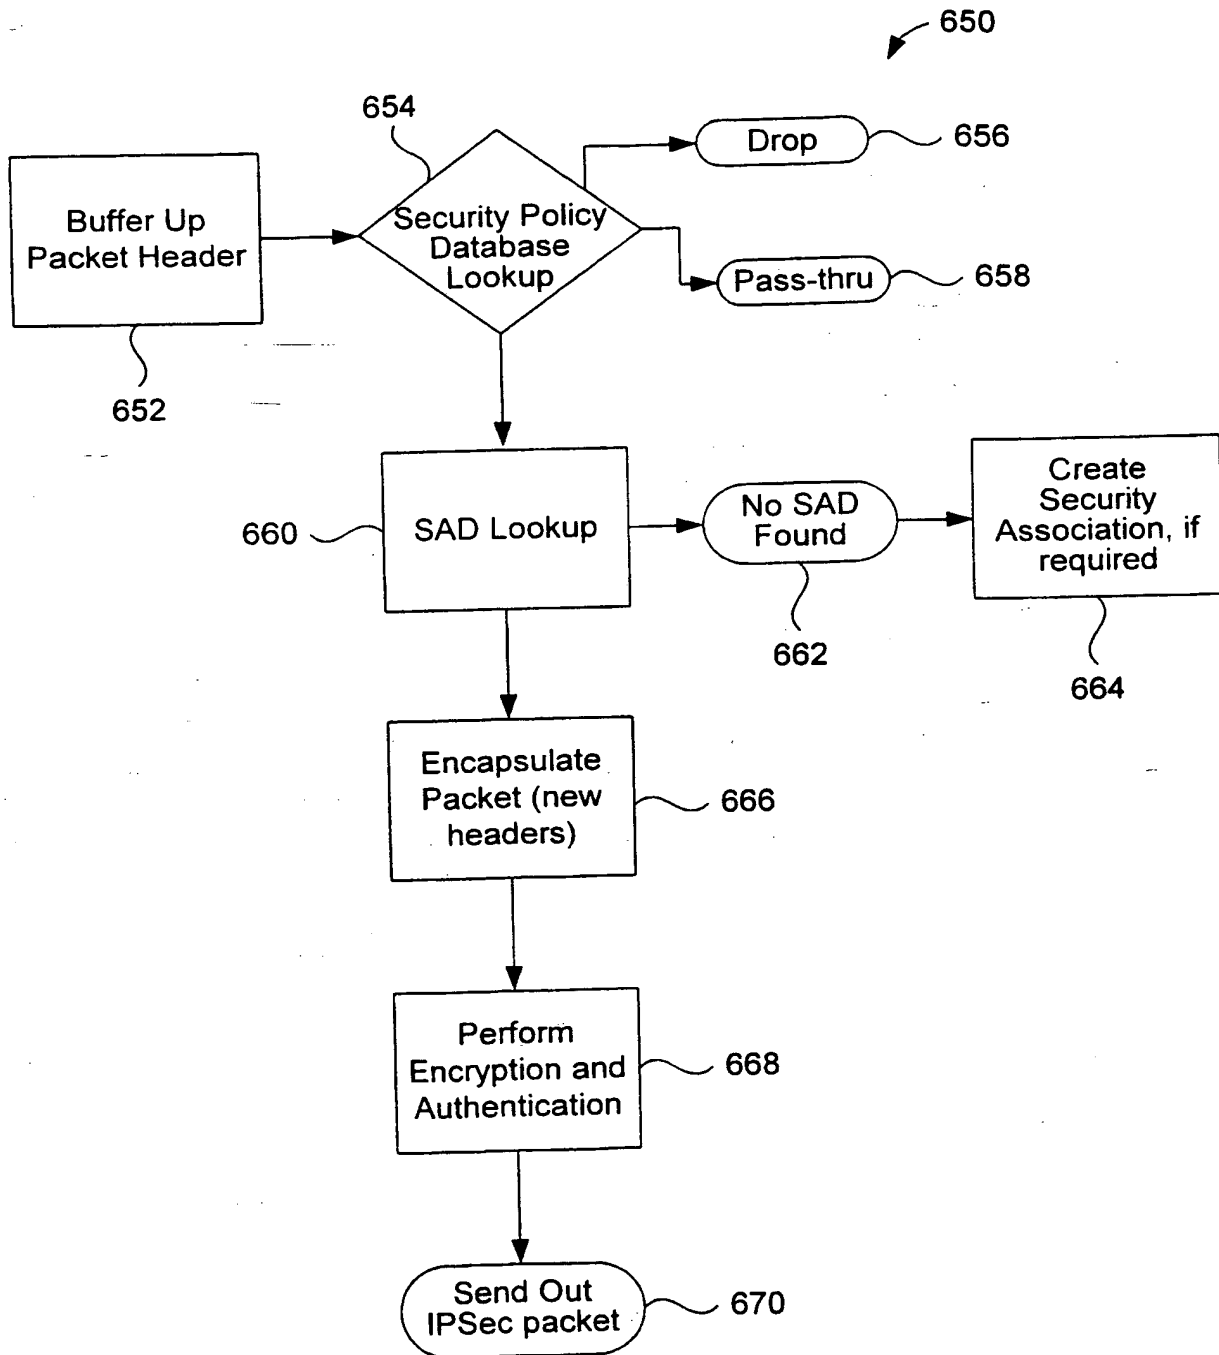 650
654
Drop
656
Buffer Up
Packet Header
Security Policy
Database
Lookup
Pass-thru
658
652
660
SAD Lookup
No SAD
Found
Create
Security
Association, if
required
662
664
Encapsulate
Packet (new
headers)
666
Perform
Encryption and
Authentication
668
Send Out
IPSec packet
670